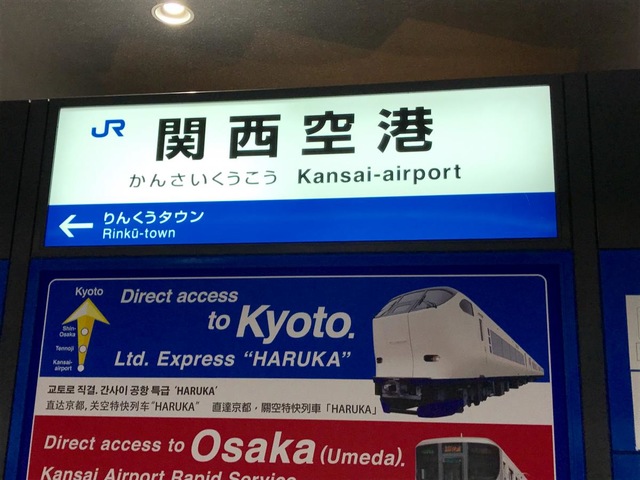 JR 関西空港
かんさいくうこう Kansai-airport
← りんくうタウン
Rinkū-town
Kyoto
Shin-Osaka
Tennoji
Kansai-airport
Direct access
to Kyoto.
Ltd. Express “HARUKA”
교토로 직결. 간사이 공항 특급 ‘HARUKA’
直达京都, 关空特快列车“HARUKA” 直達京都，關空特快列車「HARUKA」
Direct access to Osaka (Umeda).
Kansai Airport Rapid Service